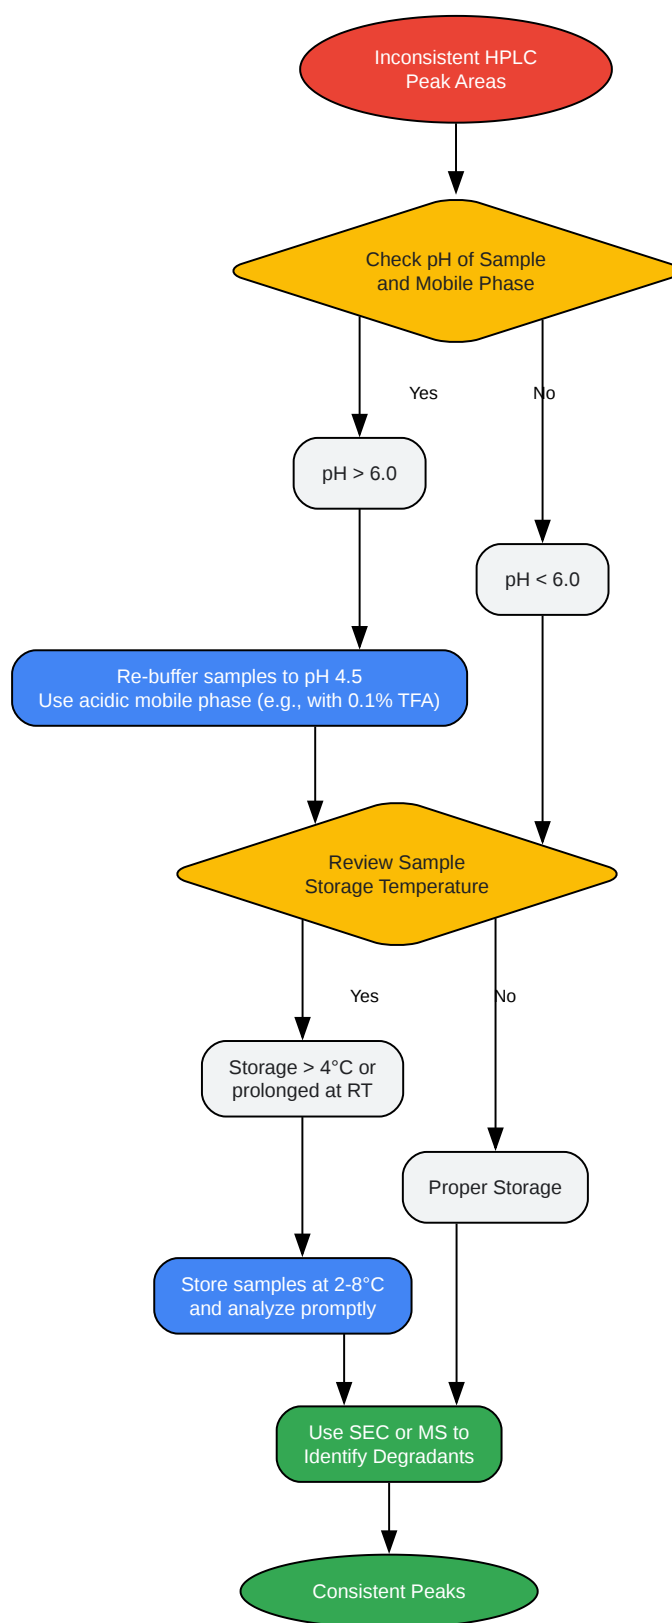 Inconsistent HPLC
Peak Areas
Check pH of Sample
and Mobile Phase
Yes
No
pH > 6.0
pH < 6.0
Re-buffer samples to pH 4.5
Use acidic mobile phase (e.g., with 0.1% TFA)
Review Sample
Storage Temperature
Yes
No
Storage > 4°C or
prolonged at RT
Proper Storage
Store samples at 2-8°C
and analyze promptly
Use SEC or MS to
Identify Degradants
Consistent Peaks